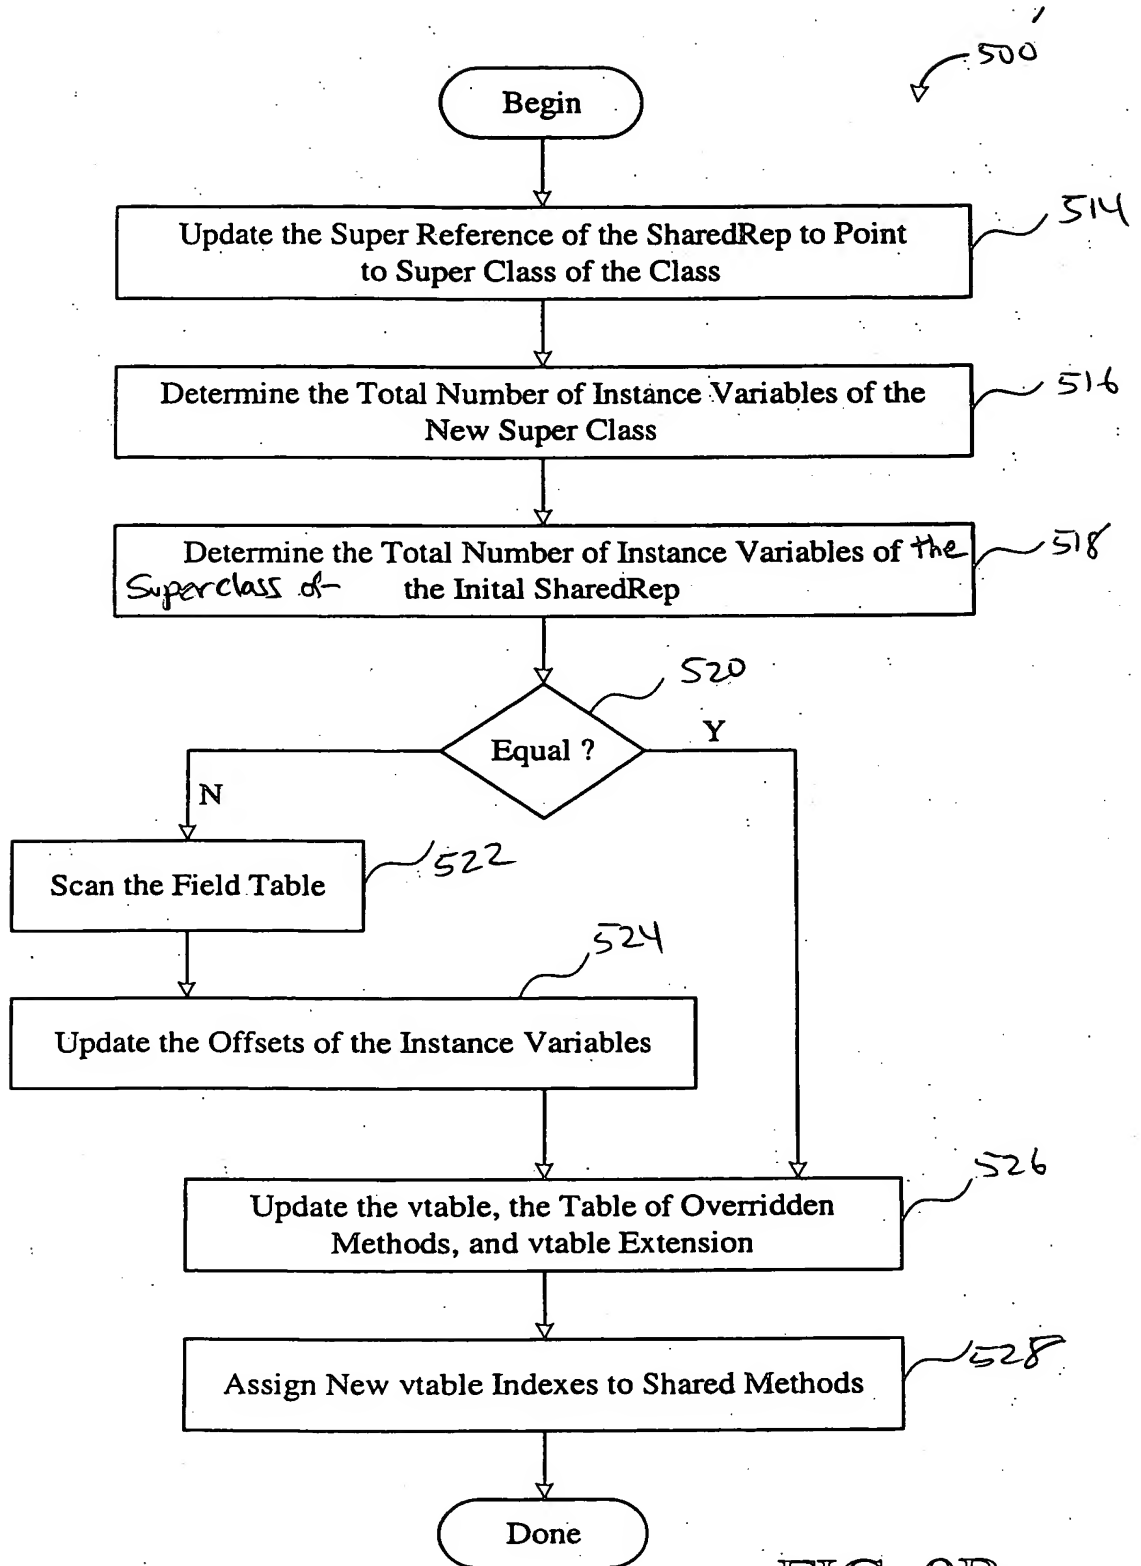 500'
Begin
Update the Super Reference of the SharedRep to Point
to Super Class of the Class
514
Determine the Total Number of Instance Variables of the
New Super Class
516
Determine the Total Number of Instance Variables of the
Superclass of the Inital SharedRep
518
520
Equal ?
Y
N
Scan the Field Table
522
524
Update the Offsets of the Instance Variables
526
Update the vtable, the Table of Overridden
Methods, and vtable Extension
528
Assign New vtable Indexes to Shared Methods
Done